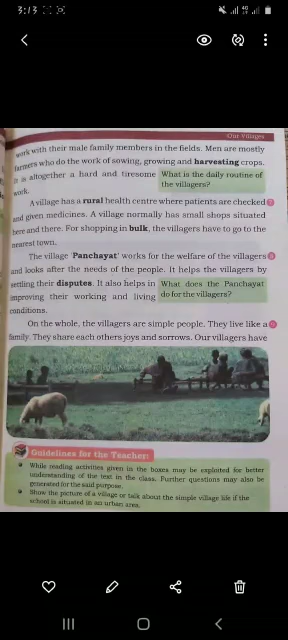 3:13
Our Villages
work with their male family members in the fields. Men are mostly
farmers who do the work of sowing, growing and harvesting crops.
It is altogether a hard and tiresome
work.
What is the daily routine of
the villagers?
A village has a rural health centre where patients are checked
and given medicines. A village normally has small shops situated
here and there. For shopping in bulk, the villagers have to go to the
nearest town.
The village 'Panchayat' works for the welfare of the villagers
and looks after the needs of the people. It helps the villagers by
settling their disputes. It also helps in
improving their working and living
conditions.
What does the Panchayat
do for the villagers?
On the whole, the villagers are simple people. They live like a
family. They share each others joys and sorrows. Our villagers have
Guidelines for the Teacher:
While reading activities given in the boxes may be exploited for better
understanding of the text in the class. Further questions may also be
generated for the said purpose.
Show the picture of a village or talk about the simple village life if the
school is situated in an urban area.